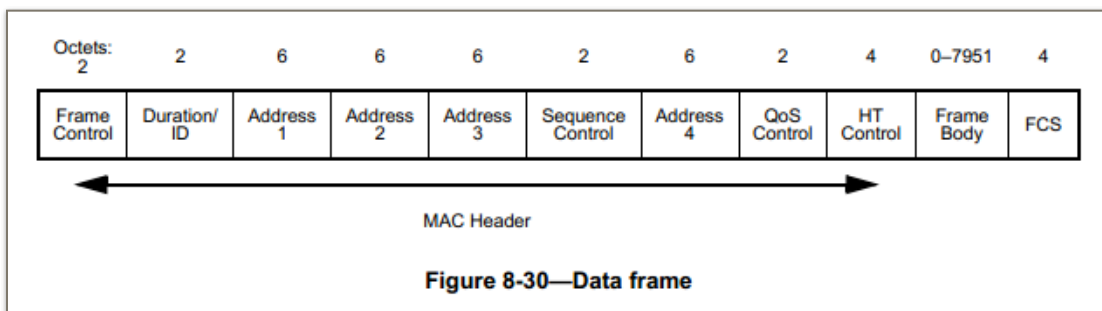 Octets:
2 2 6 6 6 2 6 2 4 0–7951 4
Frame Control Duration/ ID Address 1 Address 2 Address 3 Sequence Control Address 4 QoS Control HT Control Frame Body FCS
MAC Header
Figure 8-30—Data frame